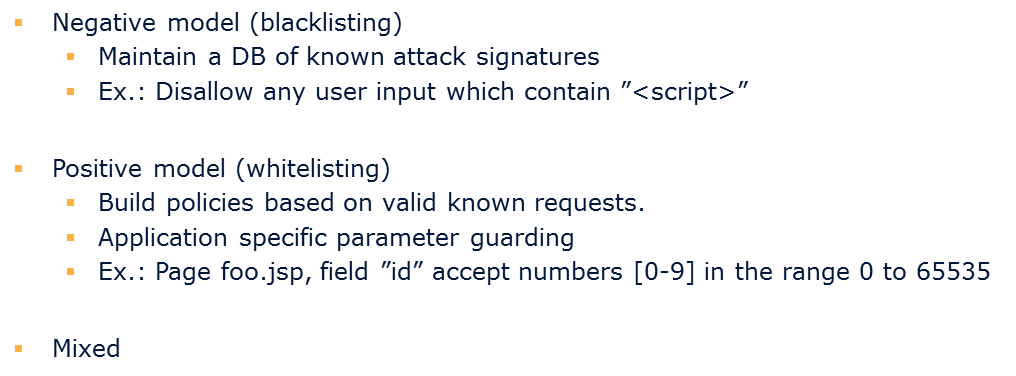 Negative model (blacklisting)
Maintain a DB of known attack signatures
Ex.: Disallow any user input which contain ”<script>”
Positive model (whitelisting)
Build policies based on valid known requests.
Application specific parameter guarding
Ex.: Page foo.jsp, field ”id” accept numbers [0-9] in the range 0 to 65535
Mixed